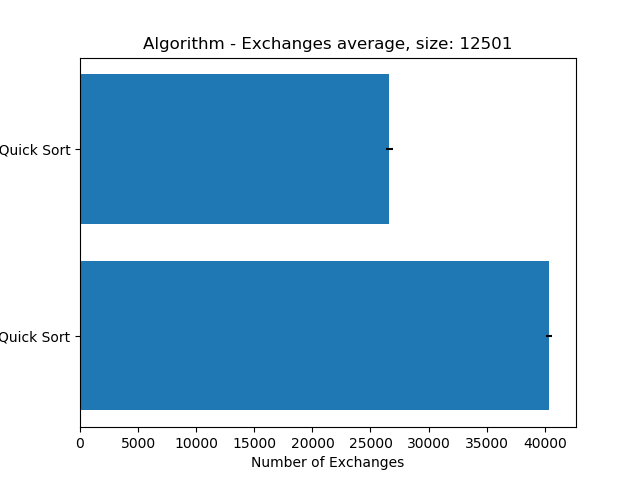 Algorithm - Exchanges average, size: 12501
Quick Sort
Quick Sort
0 5000 10000 15000 20000 25000 30000 35000 40000
Number of Exchanges